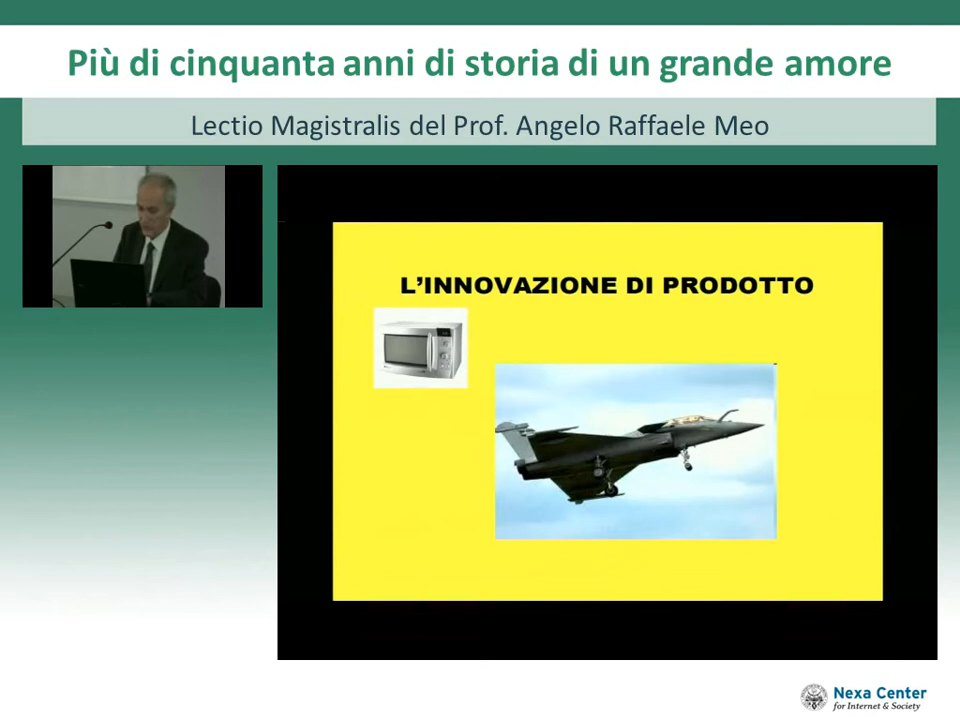 Più di cinquanta anni di storia di un grande amore
Lectio Magistralis del Prof. Angelo Raffaele Meo
L'INNOVAZIONE DI PRODOTTO
Nexa Center
for Internet & Society